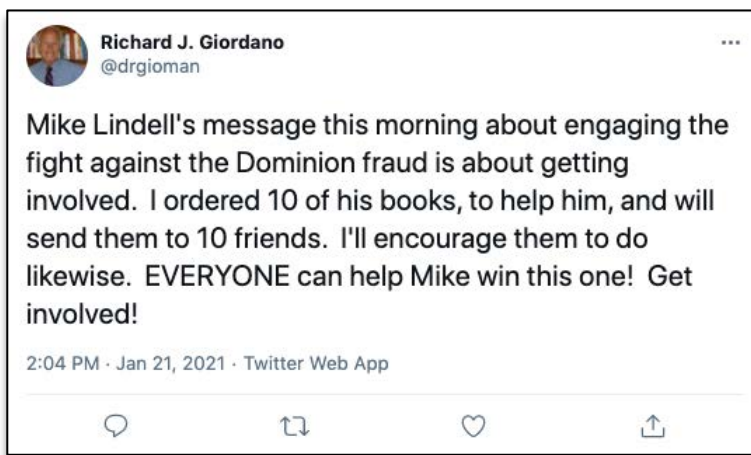 Richard J. Giordano
@drgioman
Mike Lindell's message this morning about engaging the
fight against the Dominion fraud is about getting
involved.  I ordered 10 of his books, to help him, and will
send them to 10 friends.  I'll encourage them to do
likewise.  EVERYONE can help Mike win this one!  Get
involved!
2:04 PM · Jan 21, 2021 · Twitter Web App